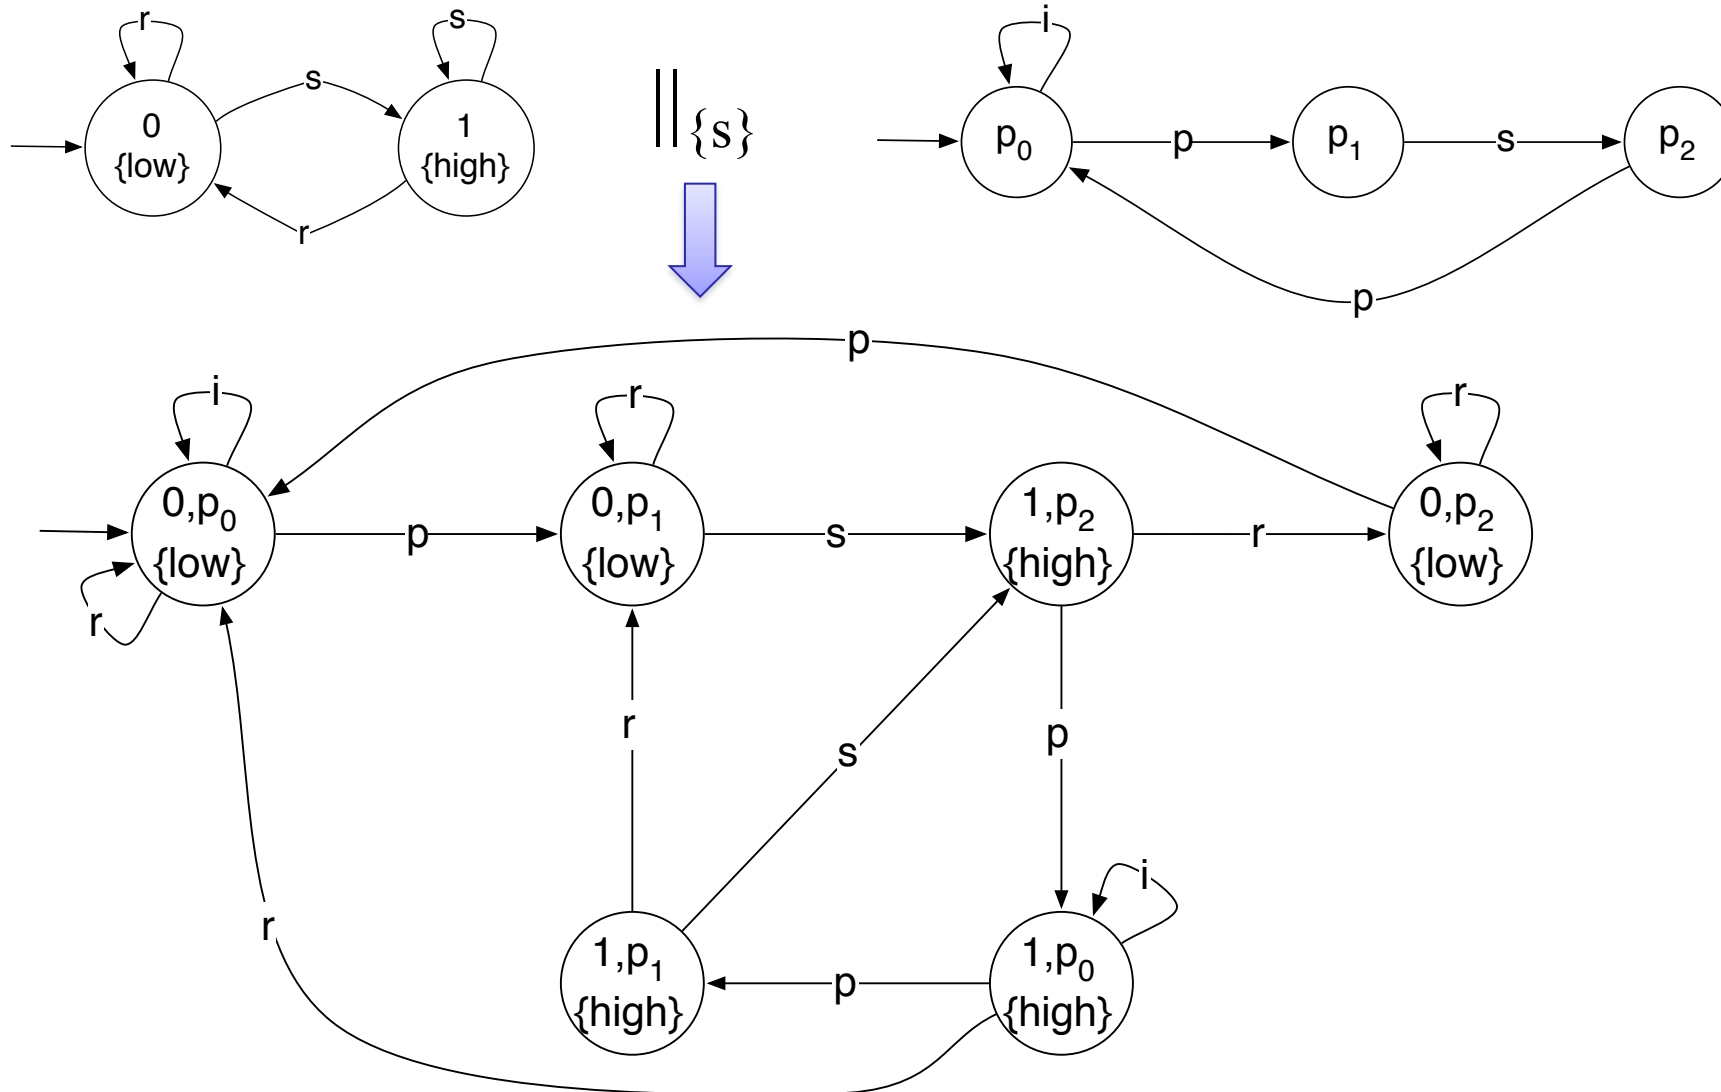 r
s
i
0
{low}
s
1
{high}
||{s}
p₀
p
p₁
s
p₂
r
p
p
i
r
r
0,p₀
{low}
p
0,p₁
{low}
s
1,p₂
{high}
r
0,p₂
{low}
r
r
s
p
i
r
1,p₁
{high}
p
1,p₀
{high}